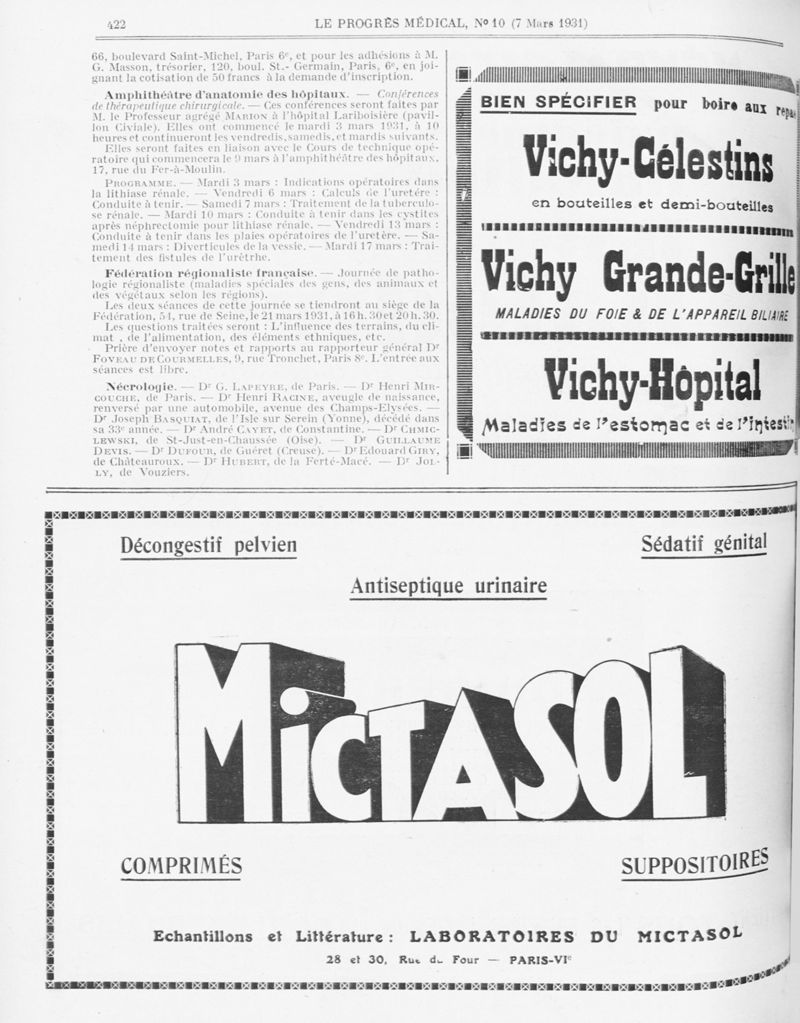 422 LE PROGRÈS MÉDICAL, No 10 (7 Mars 1931)
66, boulevard Saint-Michel, Paris 6e, et pour les adhésions à M.
G. Masson, trésorier, 120, boul. St.- Germain, Paris, 6e, en joi-
gnant la cotisation de 50 francs à la demande d'inscription.
Amphithéâtre d'anatomie des hôpitaux. — Conférences
de thérapeutique chirurgicale. — Ces conférences seront faites par
M. le Professeur agrégé MARION à l'hôpital Lariboisière (pavil-
lon Civiale). Elles ont commencé le mardi 3 mars 1931, à 10
heures et continueront les vendredis, samedis, et mardis suivants.
Elles seront faites en liaison avec le Cours de technique opé-
ratoire qui commencera le 9 mars à l'amphithéâtre des hôpitaux,
17, rue du Fer-à-Moulin.
PROGRAMME. — Mardi 3 mars : Indications opératoires dans
la lithiase rénale. — Vendredi 6 mars : Calculs de l'uretére :
Conduite à tenir. — Samedi 7 mars : Traitement de la tuberculo-
se rénale. — Mardi 10 mars : Conduite à tenir dans les cystites
après néphrectomie pour lithiase rénale. — Vendredi 13 mars :
Conduite à tenir dans les plaies opératoires de l'uretère. — Sa-
medi 14 mars : Diverticules de la vessie. — Mardi 17 mars : Trai-
tement des fistules de l'urèthre.
Fédération régionaliste française. — Journée de patho-
logie régionaliste (maladies spéciales des gens, des animaux et
des végétaux selon les régions).
Les deux séances de cette journée se tiendront au siège de la
Fédération, 54, rue de Seine, le 21 mars 1931, à 16 h. 30 et 20 h. 30.
Les questions traitées seront : L'influence des terrains, du cli-
mat , de l'alimentation, des éléments ethniques, etc.
Prière d'envoyer notes et rapports au rapporteur général Dr
FOVEAU DE COURMELLES, 9, rue Tronchet, Paris 8e. L'entrée aux
séances est libre.
Nécrologie. — Dr G. LAPEYRE, de Paris. — Dr Henri MIR-
COUCHE, de Paris. — Dr Henri RACINE, aveugle de naissance,
renversé par une automobile, avenue des Champs-Elysées. —
Dr Joseph BASQUIAT, de l'Isle sur Serein (Yonne), décédé dans
sa 33e année. — Dr André CAYET, de Constantine. — Dr CHMIC-
LEWSKI, de St-Just-en-Chaussée (Oise). — Dr GUILLAUME
DEVIS. — Dr DUFOUR, de Guéret (Creuse). — Dr Edouard GIRY,
de Châteauroux. — Dr HUBERT, de la Ferté-Macé. — Dr JOL-
LY, de Vouziers.
BIEN SPÉCIFIER pour boire aux repas
Vichy-Célestins
en bouteilles et demi-bouteilles
Vichy Grande-Grille
MALADIES DU FOIE & DE L'APPAREIL BILIAIRE
Vichy-Hôpital
Maladies de l'estomac et de l'intestin
Décongestif pelvien
Sédatif génital
Antiseptique urinaire
MICTASOL
COMPRIMÉS
SUPPOSITOIRES
Echantillons et Littérature : LABORATOIRES DU MICTASOL
28 et 30, Rue du Four — PARIS-VIe